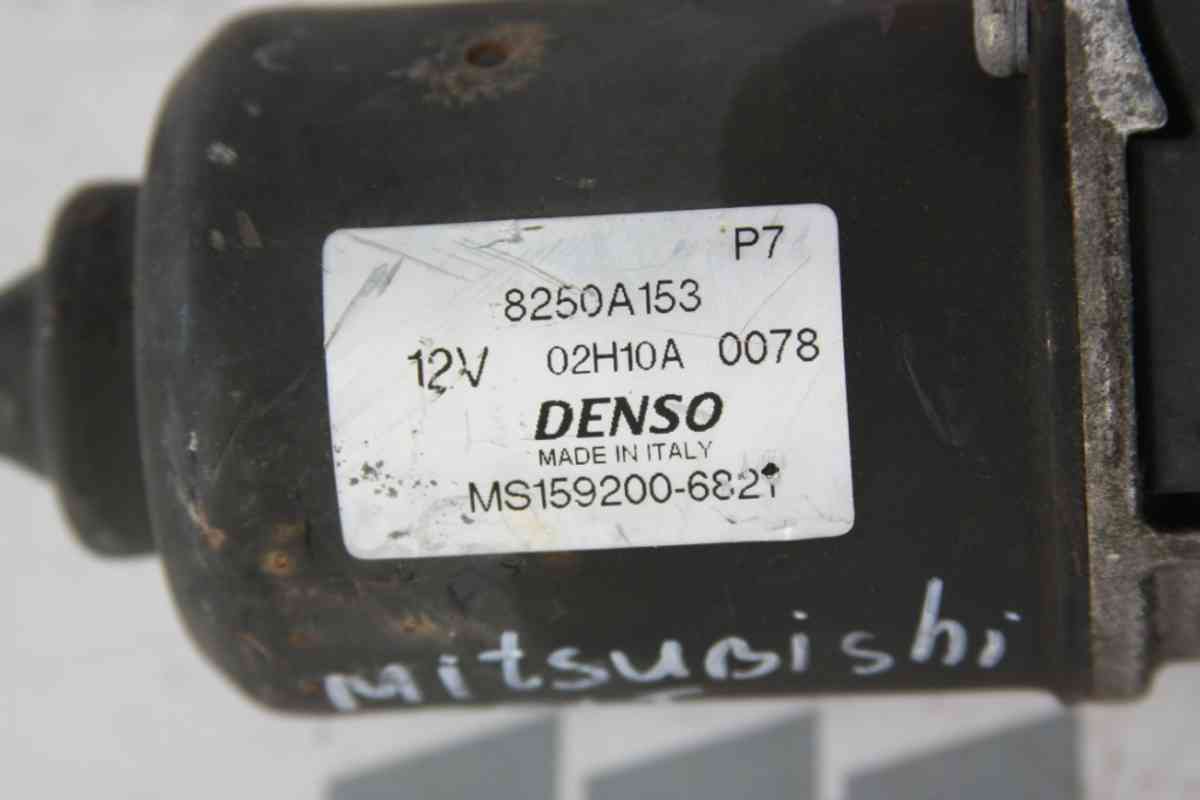 P7
8250A153
12V 02H10A 0078
DENSO
MADE IN ITALY
MS159200-6821
Mitsubishi